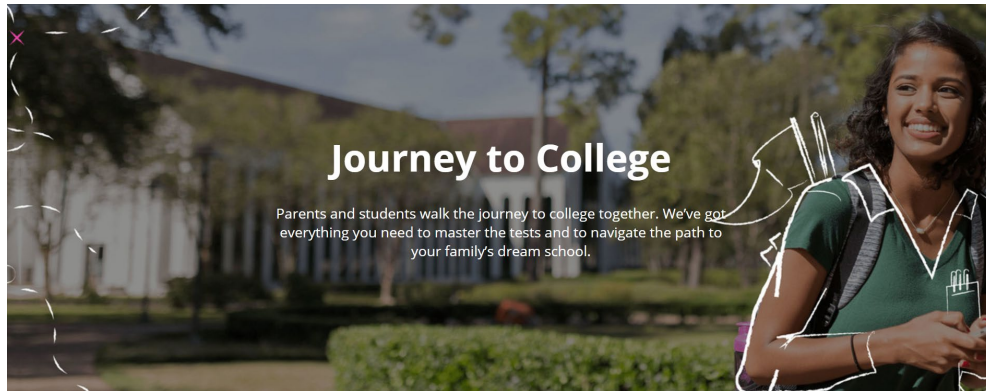 Journey to College
Parents and students walk the journey to college together. We’ve got
everything you need to master the tests and to navigate the path to
your family’s dream school.